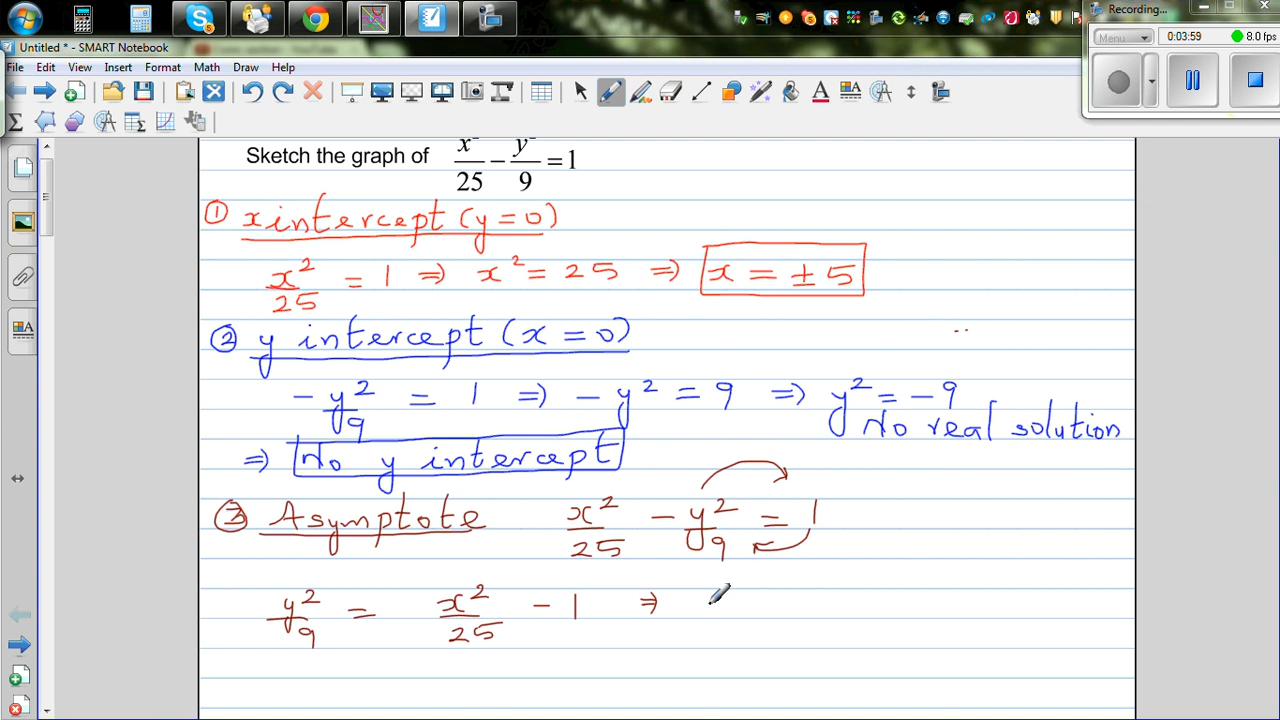 Recording...
Untitled * - SMART Notebook
Menu
0:03:59
8.0 fps
File Edit View Insert Format Math Draw Help
Sketch the graph of x²/25 − y²/9 = 1
① x intercept (y = 0)
x²/25 = 1 ⇒ x² = 25 ⇒ x = ± 5
② y intercept (x = 0)
− y²/9 = 1 ⇒ − y² = 9 ⇒ y² = − 9
No real solution
⇒ No y intercept
③ Asymptote x²/25 − y²/9 = 1
y²/9 = x²/25 − 1 ⇒